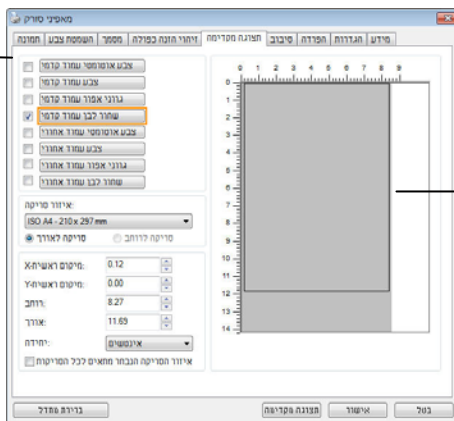 מאפייני סורק
תמונה השמטת צבע מסמך זיהוי הזנה כפולה תצוגה מקדימה סיבוב הפרדה הגדרות מידע
צבע אוטומטי עמוד קדמי
צבע עמוד קדמי
גווני אפור עמוד קדמי
שחור לבן עמוד קדמי
צבע אוטומטי עמוד אחורי
צבע עמוד אחורי
גווני אפור עמוד אחורי
שחור לבן עמוד אחורי
איזור סריקה:
ISO A4 - 210 x 297 mm
סריקה לאורך סריקה לרוחב
מיקום ראשית-X: 0.12
מיקום ראשית-Y: 0.00
רוחב: 8.27
אורך: 11.69
יחידה: אינטשים
איזור הסריקה הנבחר מתאים לכל הסריקות
0 1 2 3 4 5 6 7 8 9
0
1
2
3
4
5
6
7
8
9
10
11
12
13
14
ברירת מחדל תצוגה מקדימה אישור בטל